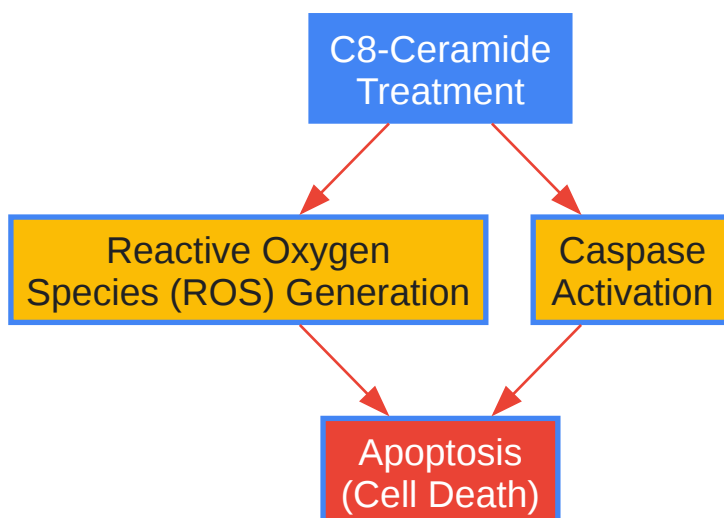 C8-Ceramide
Treatment
Reactive Oxygen
Species (ROS) Generation
Caspase
Activation
Apoptosis
(Cell Death)